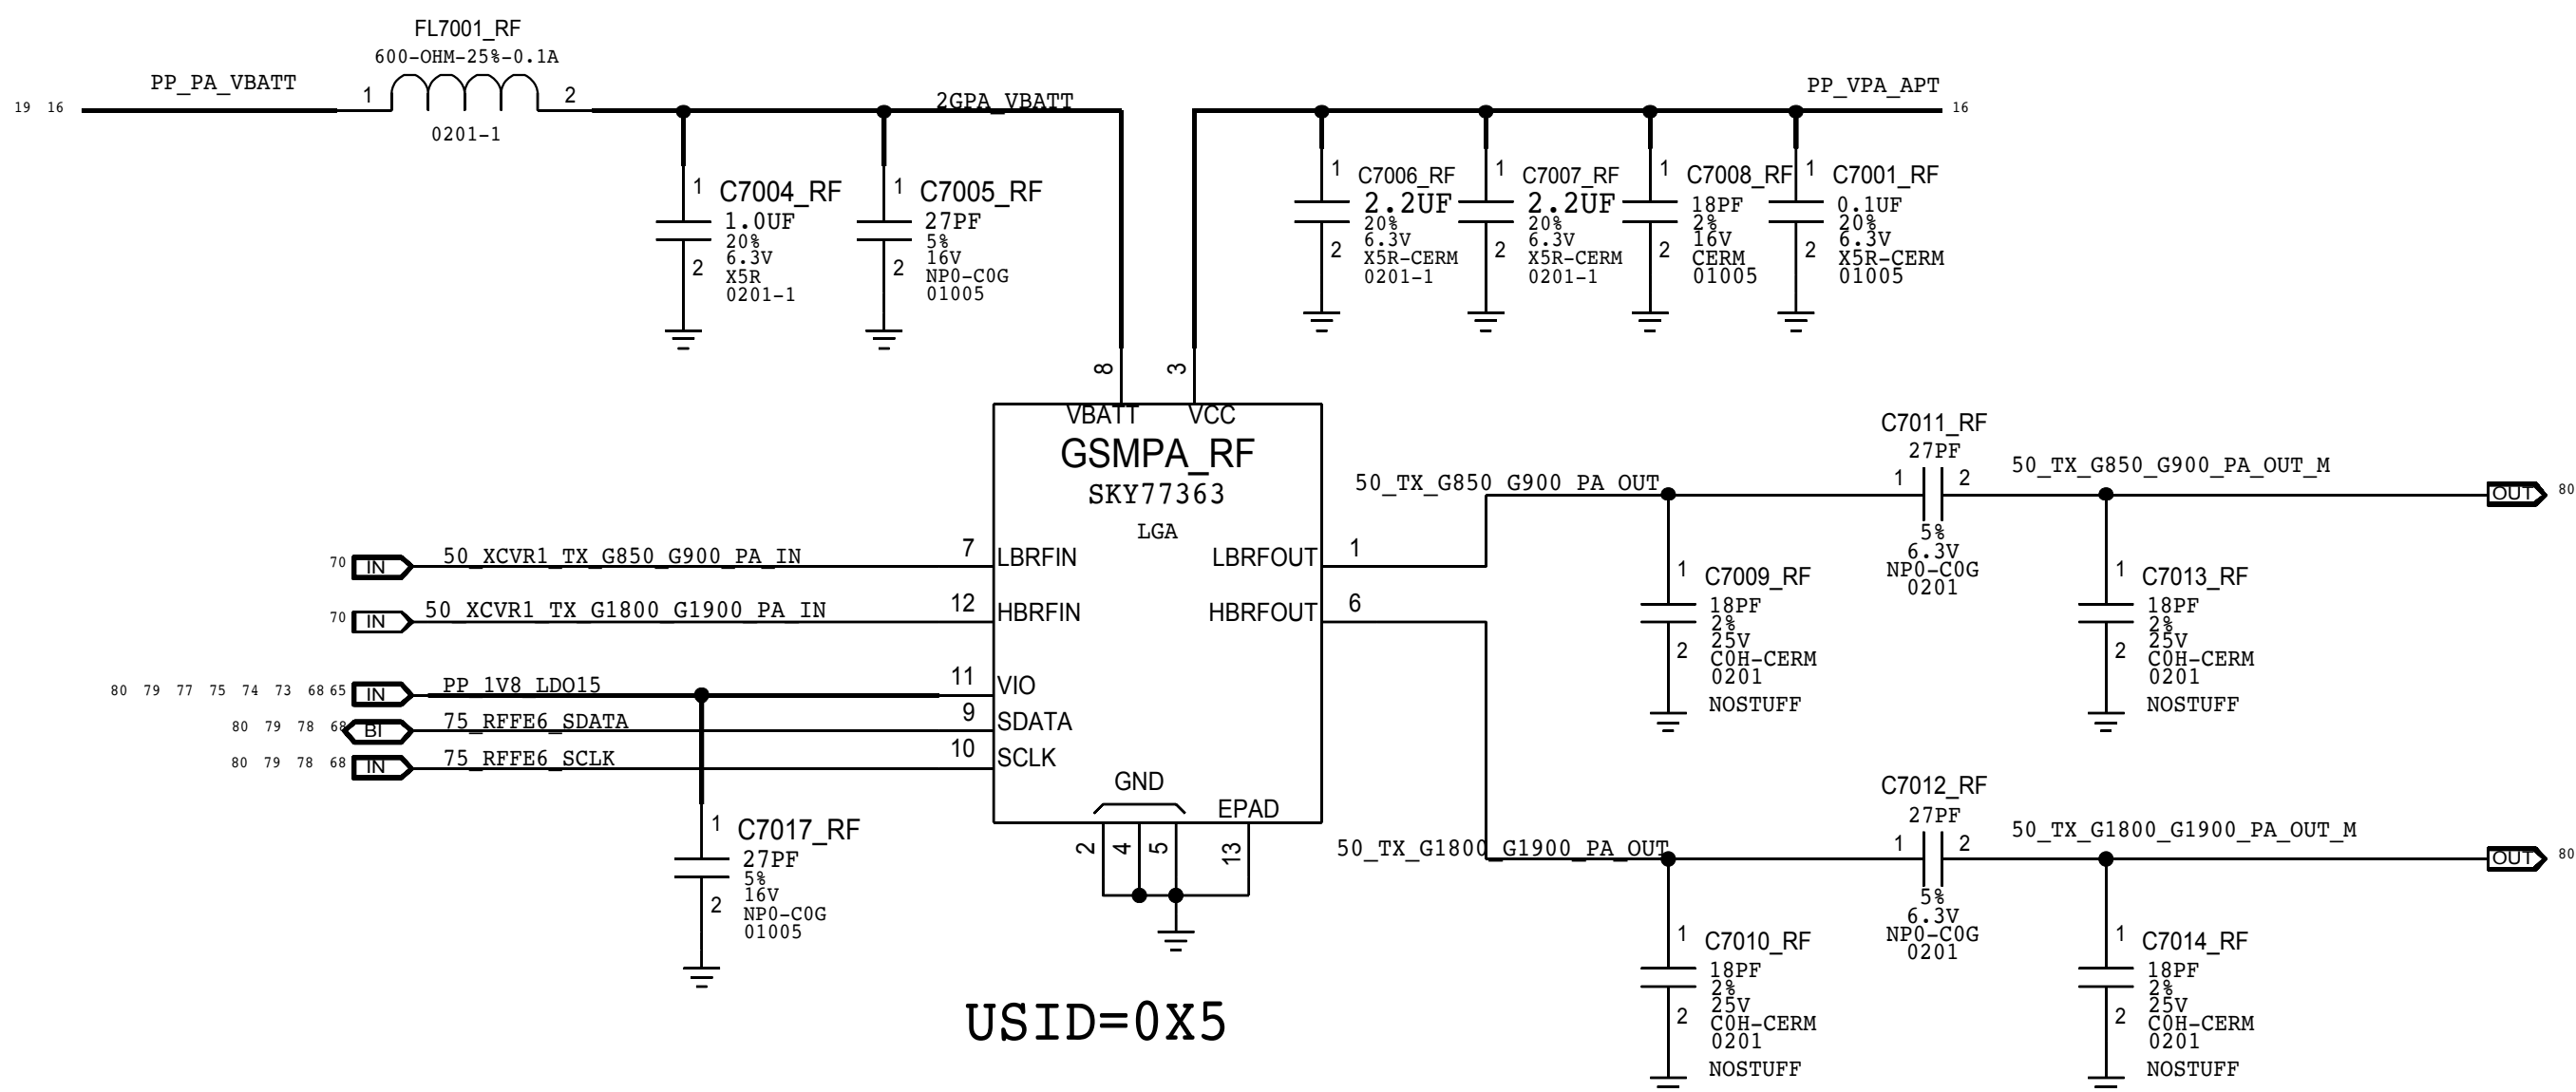 FL7001_RF
600-OHM-25%-0.1A
PP_PA_VBATT
1
2
19 16
0201-1
2GPA_VBATT
PP_VPA_APT
16
1
C7004_RF
1.0UF
20%
6.3V
X5R
0201-1
2
1
C7005_RF
27PF
5%
16V
NP0-C0G
01005
2
1
C7006_RF
2.2UF
20%
6.3V
X5R-CERM
0201-1
2
1
C7007_RF
2.2UF
20%
6.3V
X5R-CERM
0201-1
2
1
C7008_RF
18PF
2%
16V
CERM
01005
2
1
C7001_RF
0.1UF
20%
6.3V
X5R-CERM
01005
2
8
3
VBATT
VCC
GSMPA_RF
SKY77363
LGA
70 IN 50_XCVR1_TX_G850_G900_PA_IN 7 LBRFIN
70 IN 50_XCVR1_TX_G1800_G1900_PA_IN 12 HBRFIN
80 79 77 75 74 73 68 65 IN PP_1V8_LDO15 11 VIO
80 79 78 68 BI 75_RFFE6_SDATA 9 SDATA
80 79 78 68 IN 75_RFFE6_SCLK 10 SCLK
LBRFOUT 1
HBRFOUT 6
GND
EPAD
2 4 5 13
1
C7017_RF
27PF
5%
16V
NP0-C0G
01005
2
50_TX_G850_G900_PA_OUT
C7011_RF
27PF
1
2
5%
6.3V
NP0-C0G
0201
50_TX_G850_G900_PA_OUT_M
OUT 80
1
C7009_RF
18PF
2%
25V
C0H-CERM
0201
2
NOSTUFF
1
C7013_RF
18PF
2%
25V
C0H-CERM
0201
2
NOSTUFF
50_TX_G1800_G1900_PA_OUT
C7012_RF
27PF
1
2
5%
6.3V
NP0-C0G
0201
50_TX_G1800_G1900_PA_OUT_M
OUT 80
1
C7010_RF
18PF
2%
25V
C0H-CERM
0201
2
NOSTUFF
1
C7014_RF
18PF
2%
25V
C0H-CERM
0201
2
NOSTUFF
USID=0X5